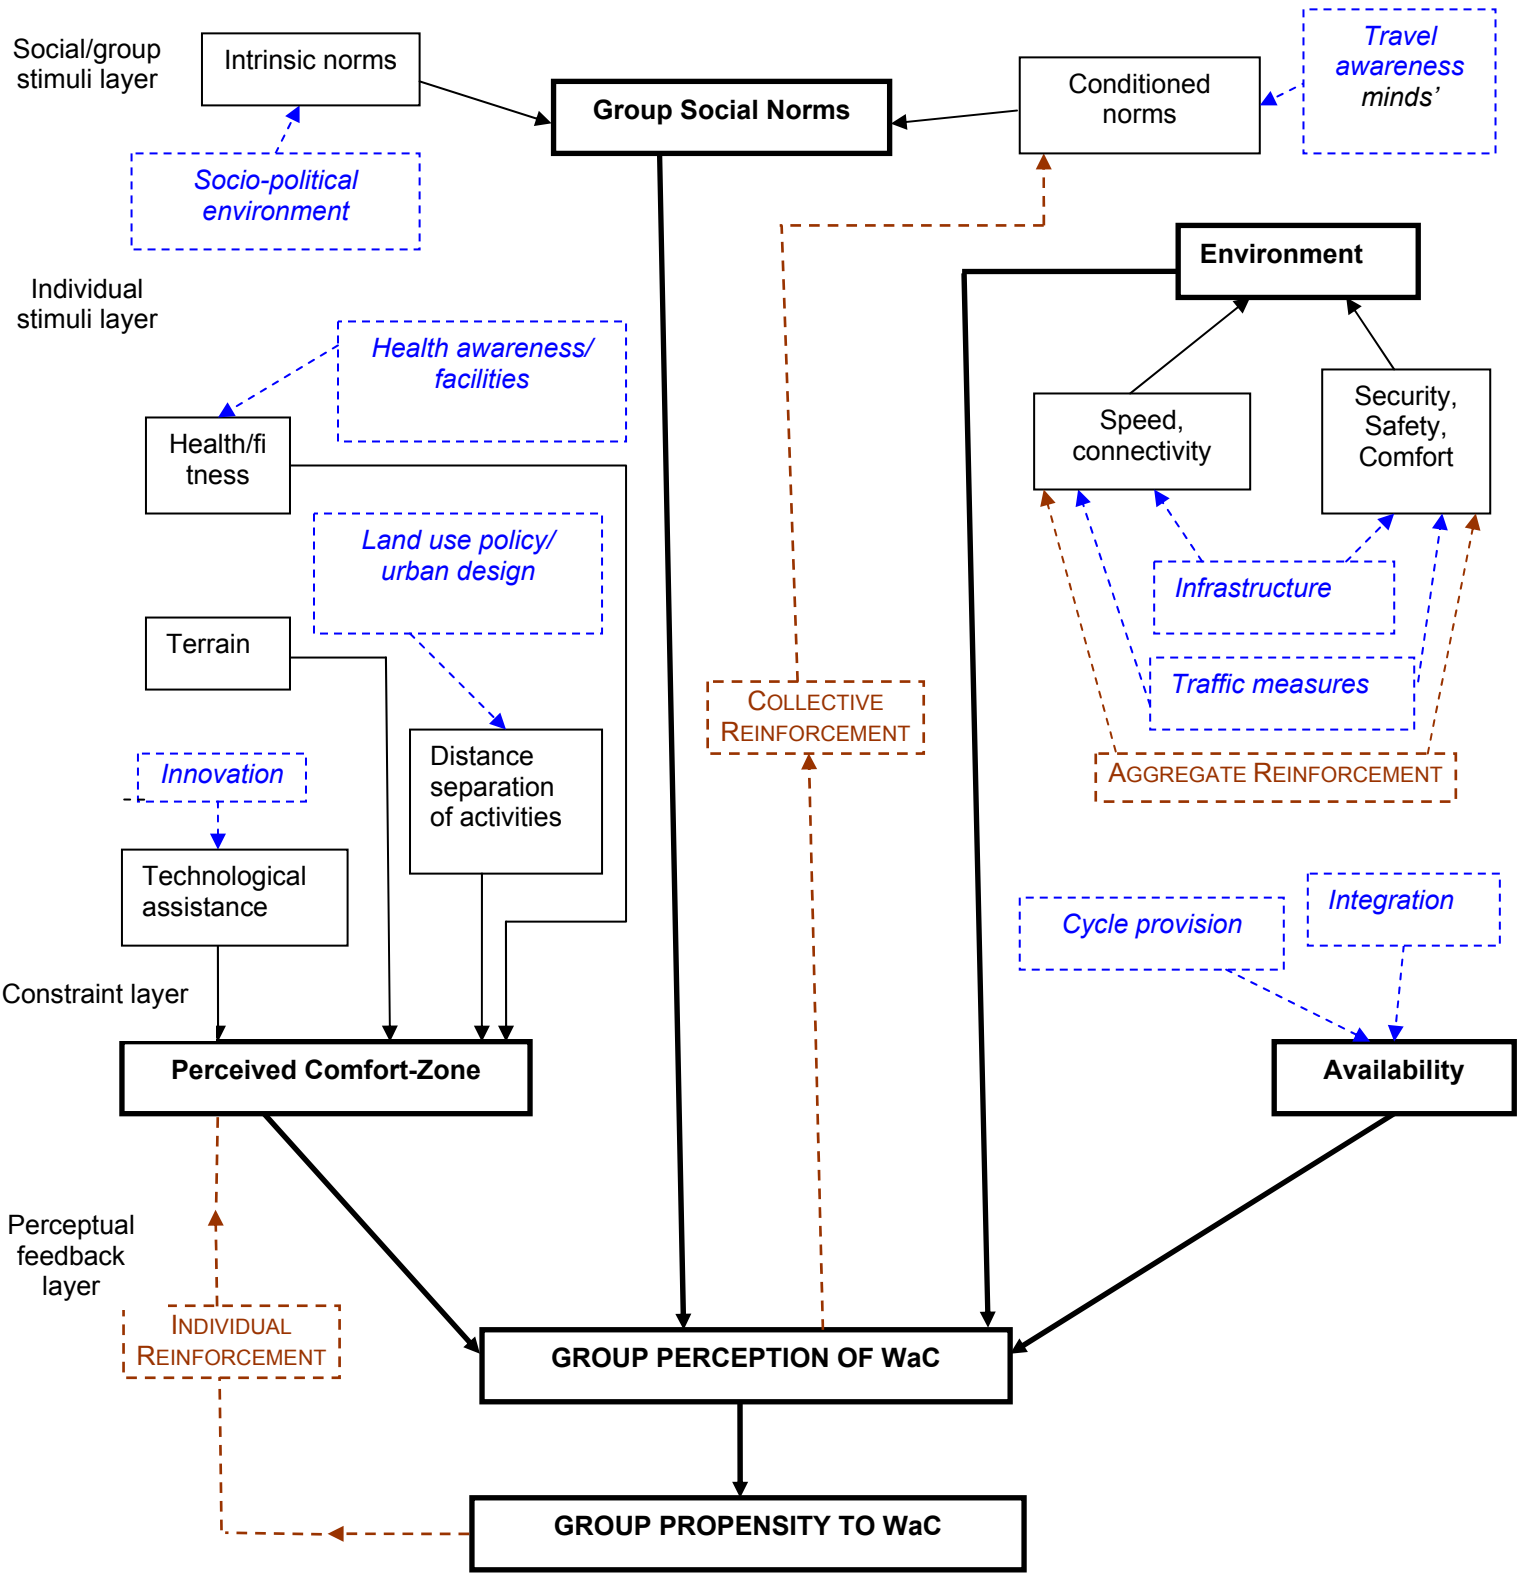 Social/group
stimuli layer
Intrinsic norms
Group Social Norms
Conditioned
norms
Travel
awareness
minds’
Socio-political
environment
Environment
Individual
stimuli layer
Health awareness/
facilities
Health/fi
tness
Speed,
connectivity
Security,
Safety,
Comfort
Land use policy/
urban design
Infrastructure
Terrain
Traffic measures
COLLECTIVE
REINFORCEMENT
Innovation
Distance
separation
of activities
AGGREGATE REINFORCEMENT
Technological
assistance
Cycle provision
Integration
Constraint layer
Perceived Comfort-Zone
Availability
Perceptual
feedback
layer
INDIVIDUAL
REINFORCEMENT
GROUP PERCEPTION OF WaC
GROUP PROPENSITY TO WaC